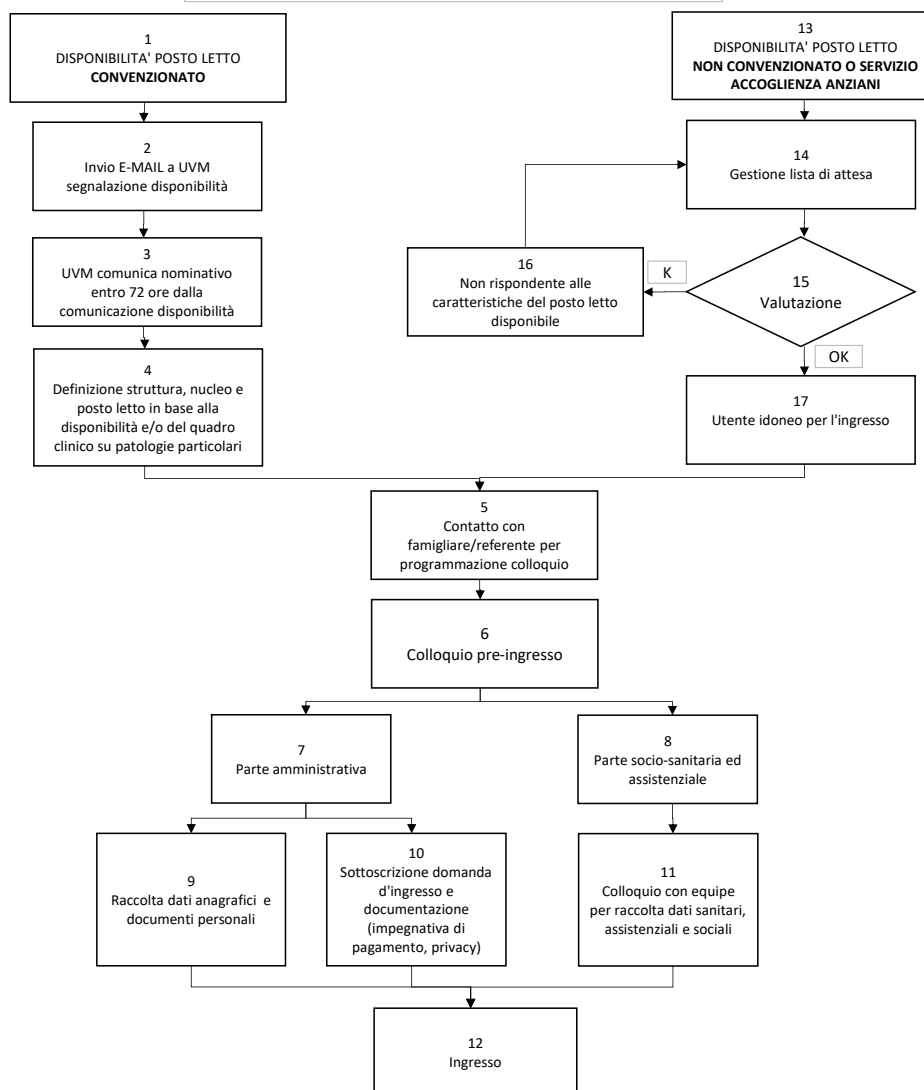 1
DISPONIBILITA' POSTO LETTO
CONVENZIONATO
13
DISPONIBILITA' POSTO LETTO
NON CONVENZIONATO O SERVIZIO
ACCOGLIENZA ANZIANI
2
Invio E-MAIL a UVM
segnalazione disponibilità
14
Gestione lista di attesa
3
UVM comunica nominativo
entro 72 ore dalla
comunicazione disponibilità
16
Non rispondente alle
caratteristiche del posto letto
disponibile
K
15
Valutazione
OK
4
Definizione struttura, nucleo e
posto letto in base alla
disponibilità e/o del quadro
clinico su patologie particolari
17
Utente idoneo per l'ingresso
5
Contatto con
famigliare/referente per
programmazione colloquio
6
Colloquio pre-ingresso
7
Parte amministrativa
8
Parte socio-sanitaria ed
assistenziale
9
Raccolta dati anagrafici e
documenti personali
10
Sottoscrizione domanda
d'ingresso e
documentazione
(impegnativa di
pagamento, privacy)
11
Colloquio con equipe
per raccolta dati sanitari,
assistenziali e sociali
12
Ingresso